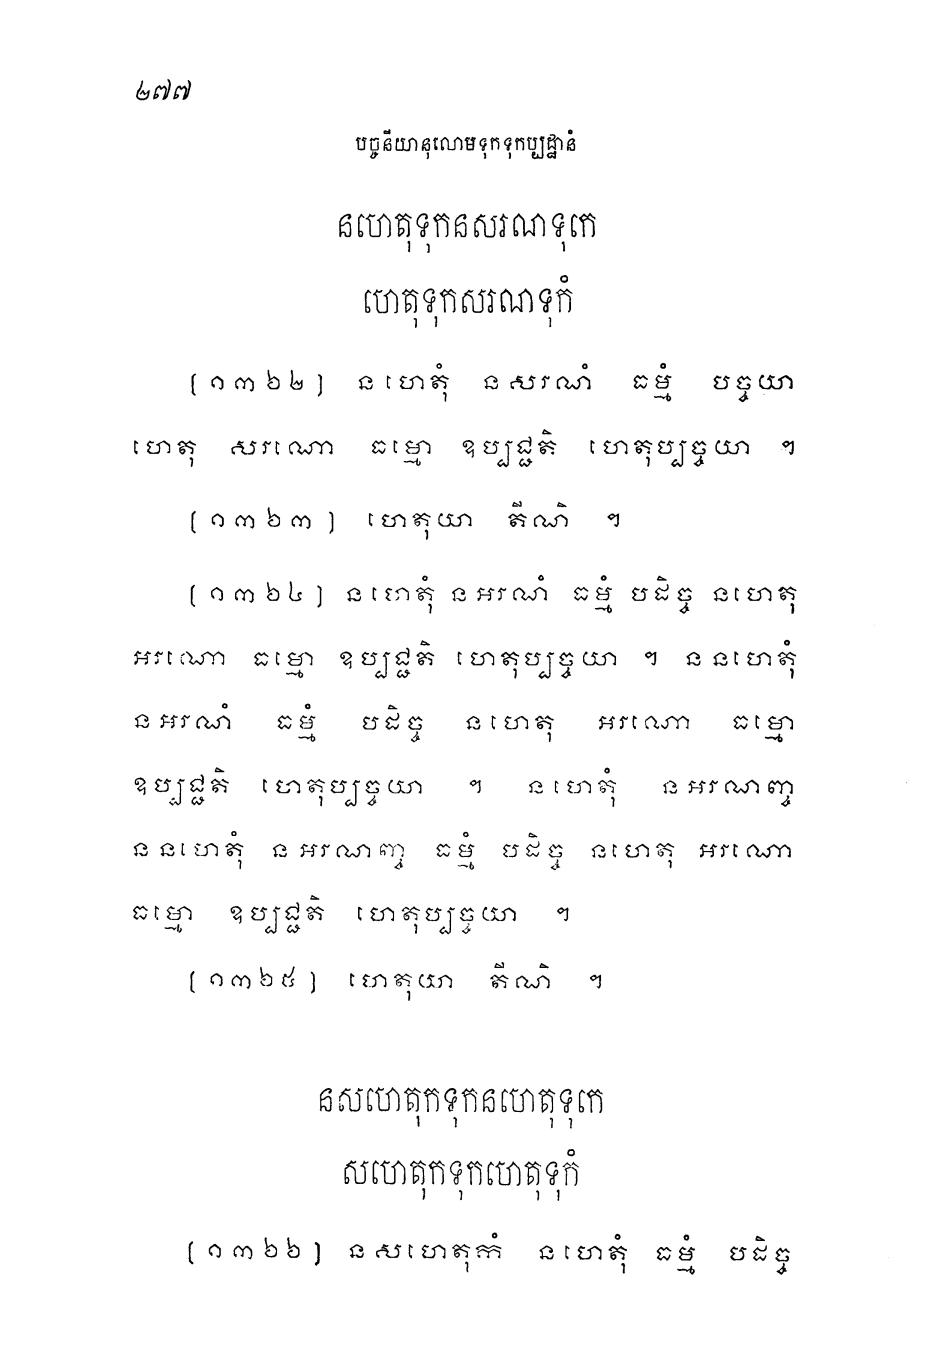 ២៧៧
បច្ចនីយានុលោមទុកទុកប្បដ្ឋានំ
នហេតុទុកនសរណទុកេ
ហេតុទុកសរណទុកំ
[១៣២២] នហេតុំ នសរណំ ធម្មំ បច្ចយា
ហេតុ សរណោ ធម្មោ ឧប្បជ្ជតិ ហេតុប្បច្ចយា ។
[១៣២៣] ហេតុយា តីណិ ។
[១៣២៤] នហេតុំ នអរណំ ធម្មំ បដិច្ច នហេតុ
អរណោ ធម្មោ ឧប្បជ្ជតិ ហេតុប្បច្ចយា ។ ននហេតុំ
នអរណំ ធម្មំ បដិច្ច នហេតុ អរណោ ធម្មោ
ឧប្បជ្ជតិ ហេតុប្បច្ចយា ។ នហេតុំ នអរណញ្ច
ននហេតុំ នអរណញ្ច ធម្មំ បដិច្ច នហេតុ អរណោ
ធម្មោ ឧប្បជ្ជតិ ហេតុប្បច្ចយា ។
[១៣២៥] ហេតុយា តីណិ ។
នសហេតុកទុកនហេតុទុកេ
សហេតុកទុកហេតុទុកំ
[១៣២៦] នសហេតុកំ នហេតុំ ធម្មំ បដិច្ច